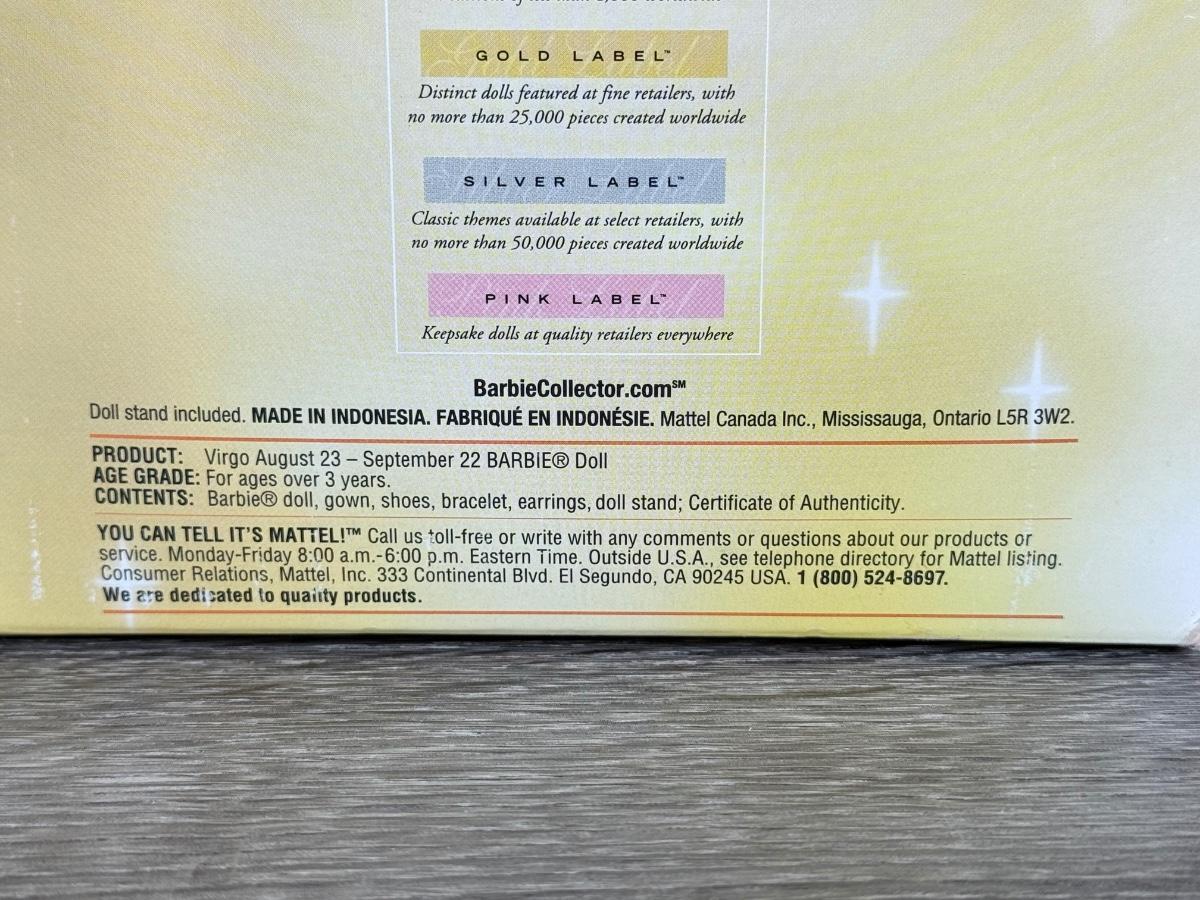 GOLD LABEL™
Distinct dolls featured at fine retailers, with
no more than 25,000 pieces created worldwide
SILVER LABEL™
Classic themes available at select retailers, with
no more than 50,000 pieces created worldwide
PINK LABEL™
Keepsake dolls at quality retailers everywhere
BarbieCollector.com℠
Doll stand included. MADE IN INDONESIA. FABRIQUÉ EN INDONÉSIE. Mattel Canada Inc., Mississauga, Ontario L5R 3W2.
PRODUCT: Virgo August 23 – September 22 BARBIE® Doll
AGE GRADE: For ages over 3 years.
CONTENTS: Barbie® doll, gown, shoes, bracelet, earrings, doll stand; Certificate of Authenticity.
YOU CAN TELL IT'S MATTEL!™ Call us toll-free or write with any comments or questions about our products or
service. Monday-Friday 8:00 a.m.-6:00 p.m. Eastern Time. Outside U.S.A., see telephone directory for Mattel listing.
Consumer Relations, Mattel, Inc. 333 Continental Blvd. El Segundo, CA 90245 USA. 1 (800) 524-8697.
We are dedicated to quality products.